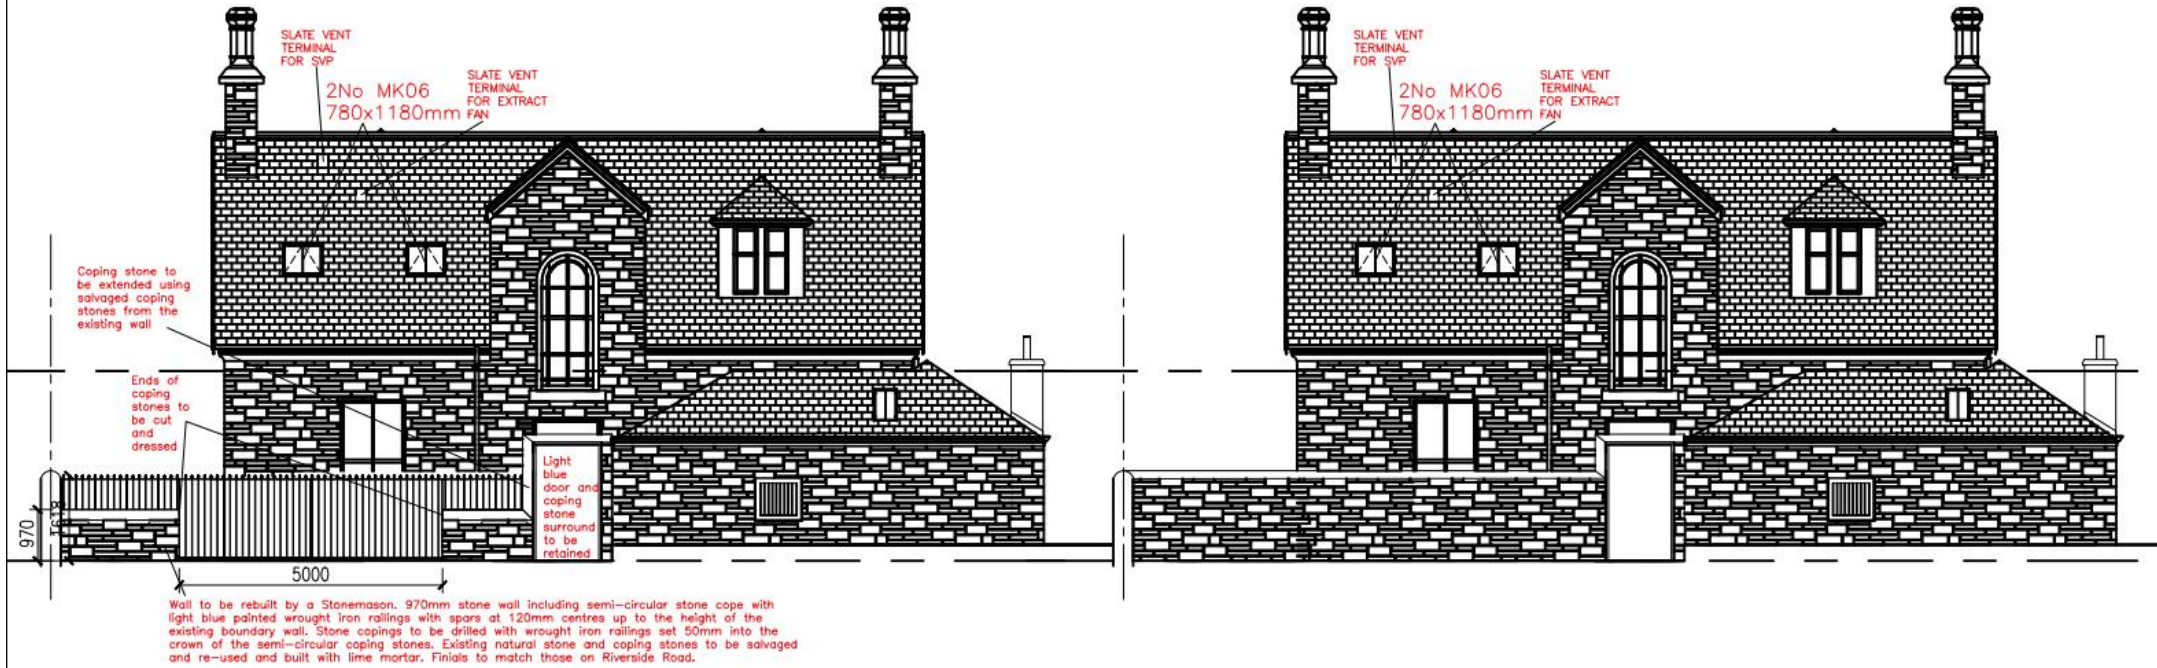 SLATE VENT
TERMINAL
FOR SVP
2No MK06
780x1180mm
SLATE VENT
TERMINAL
FOR EXTRACT
FAN
Coping stone to
be extended using
salvaged coping
stones from the
existing wall
Ends of
coping
stones to
be cut
and
dressed
Light
blue
door and
coping
stone
surround
to be
retained
970
1618
5000
Wall to be rebuilt by a Stonemason. 970mm stone wall including semi-circular stone cope with
light blue painted wrought iron railings with spars at 120mm centres up to the height of the
existing boundary wall. Stone copings to be drilled with wrought iron railings set 50mm into the
crown of the semi-circular coping stones. Existing natural stone and coping stones to be salvaged
and re-used and built with lime mortar. Finials to match those on Riverside Road.
SLATE VENT
TERMINAL
FOR SVP
2No MK06
780x1180mm
SLATE VENT
TERMINAL
FOR EXTRACT
FAN